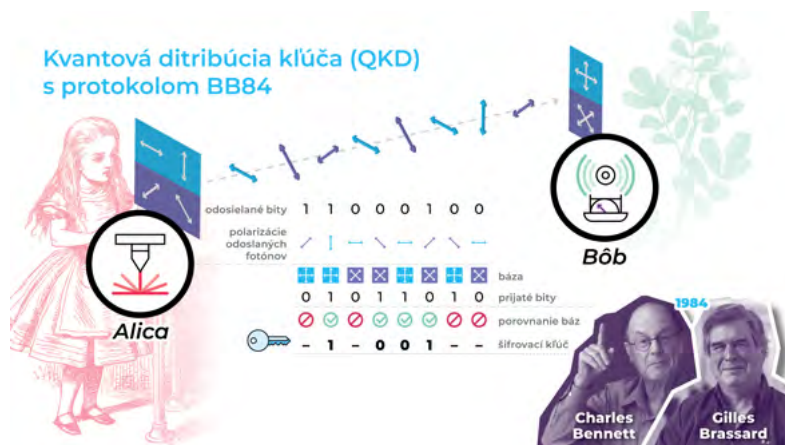 Kvantová ditribúcia kľúča (QKD)
s protokolom BB84
odosielané bity 1 1 0 0 0 1 0 0
polarizácie
odoslaných
fotónov
Alica
Bôb
báza
0 1 0 1 1 0 1 0 prijaté bity
porovnanie báz
– 1 – 0 0 1 – – šifrovací kľúč
1984
Charles
Bennett
Gilles
Brassard